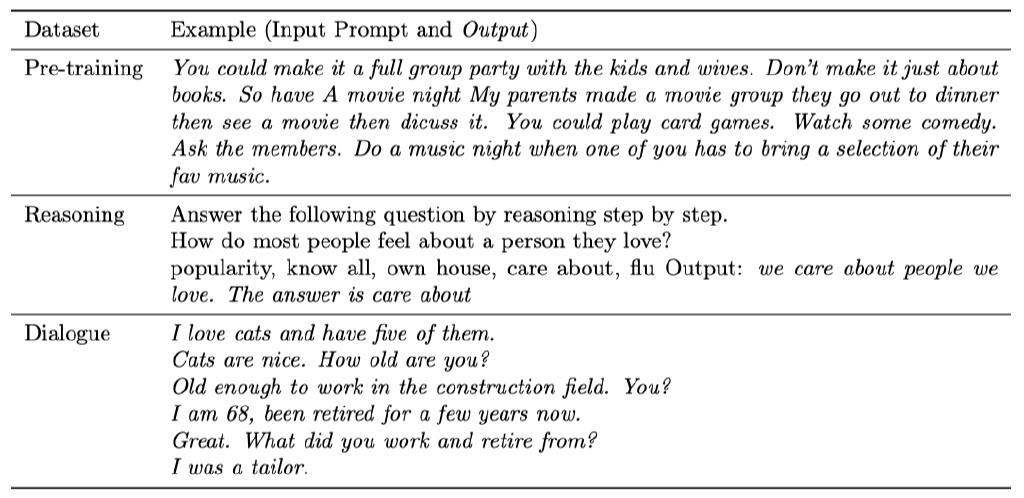 Dataset Example (Input Prompt and Output)
Pre-training You could make it a full group party with the kids and wives. Don't make it just about
books. So have A movie night My parents made a movie group they go out to dinner
then see a movie then dicuss it. You could play card games. Watch some comedy.
Ask the members. Do a music night when one of you has to bring a selection of their
fav music.
Reasoning Answer the following question by reasoning step by step.
How do most people feel about a person they love?
popularity, know all, own house, care about, flu Output: we care about people we
love. The answer is care about
Dialogue I love cats and have five of them.
Cats are nice. How old are you?
Old enough to work in the construction field. You?
I am 68, been retired for a few years now.
Great. What did you work and retire from?
I was a tailor.